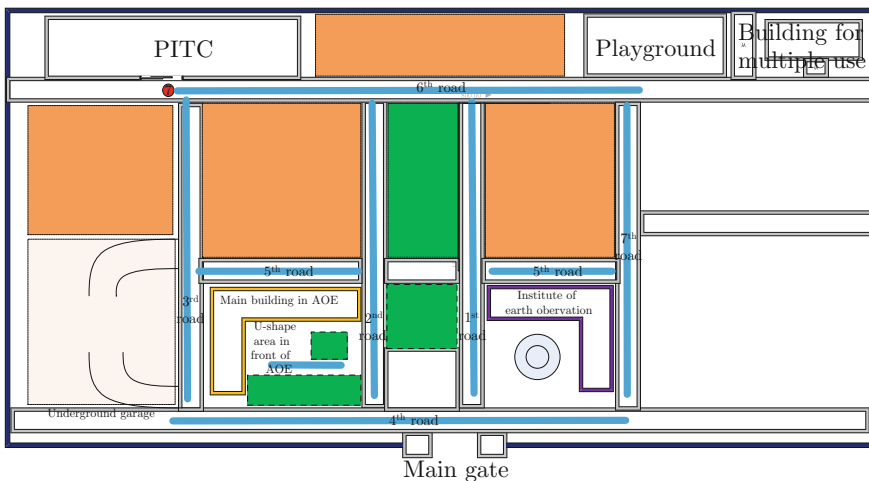 PITC
Playground
Building for
multiple use
7
6th road
5th road
5th road
7th
road
3rd
road
Main building in AOE
U-shape
area in
front of
AOE
2nd
road
1st
road
Institute of
earth obervation
Underground garage
4th road
Main gate